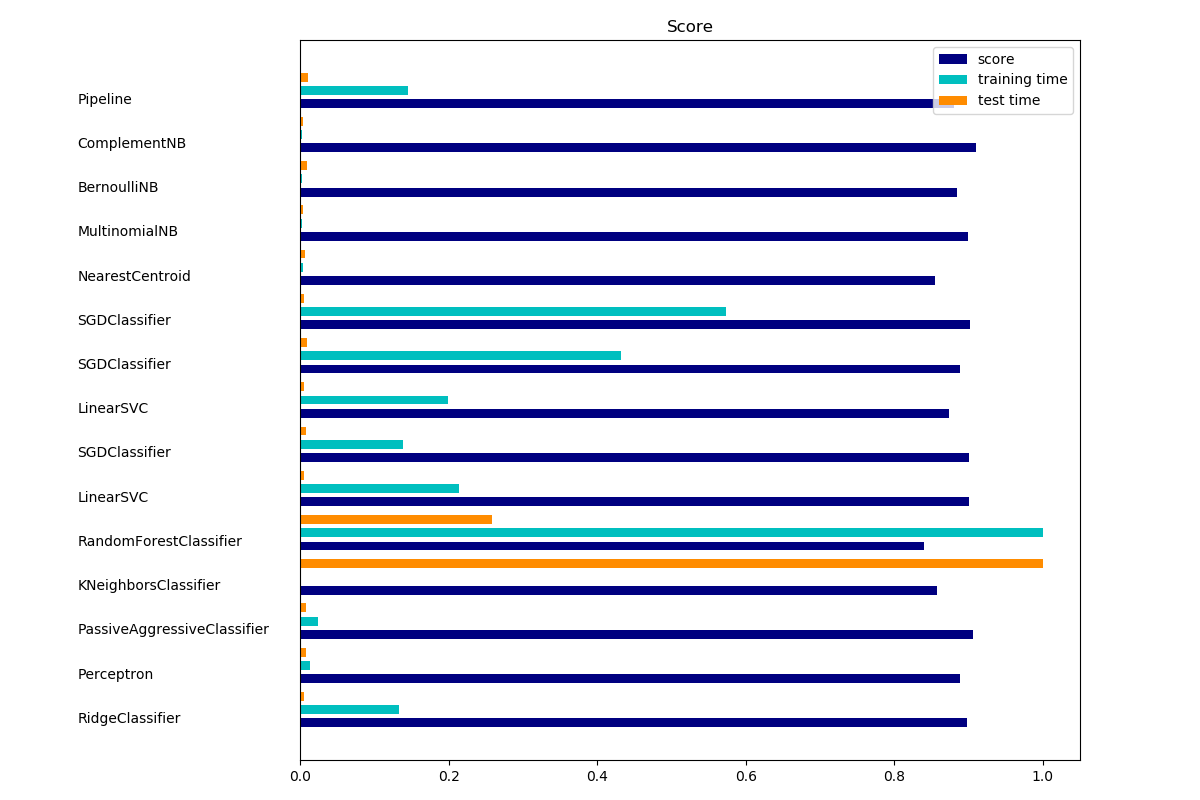 Score
score
training time
test time
Pipeline
ComplementNB
BernoulliNB
MultinomialNB
NearestCentroid
SGDClassifier
SGDClassifier
LinearSVC
SGDClassifier
LinearSVC
RandomForestClassifier
KNeighborsClassifier
PassiveAggressiveClassifier
Perceptron
RidgeClassifier
0.0 0.2 0.4 0.6 0.8 1.0